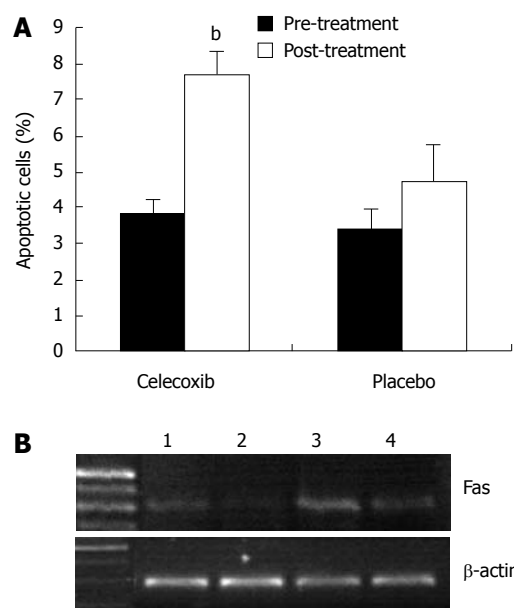 A
9
8
7
6
5
4
3
2
1
0
Apoptotic cells (%)
b
Pre-treatment
Post-treatment
Celecoxib Placebo
B
1 2 3 4
Fas
β-actin